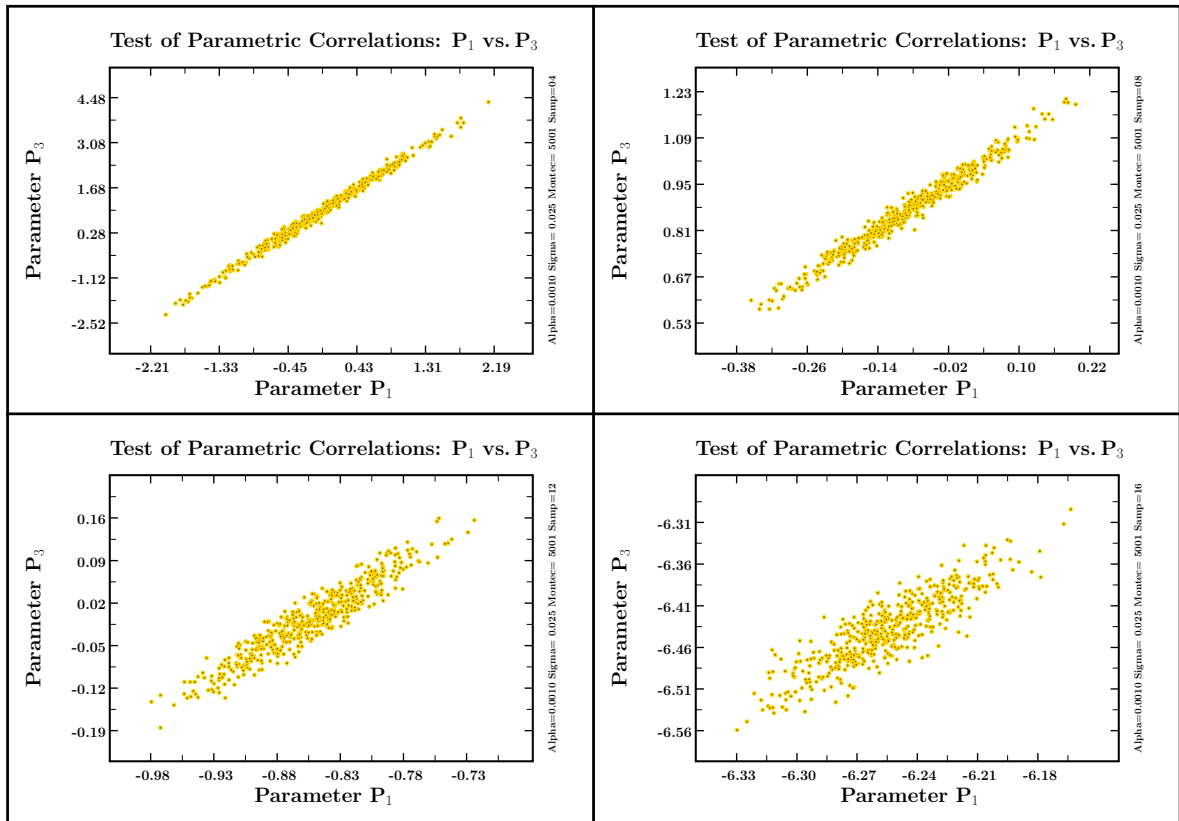 Test of Parametric Correlations: P1 vs. P3
Parameter P3
4.48
3.08
1.68
0.28
-1.12
-2.52
-2.21 -1.33 -0.45 0.43 1.31 2.19
Parameter P1
Alpha=0.0010 Sigma= 0.025 Montec= 5001 Samp=04
Test of Parametric Correlations: P1 vs. P3
Parameter P3
1.23
1.09
0.95
0.81
0.67
0.53
-0.38 -0.26 -0.14 -0.02 0.10 0.22
Parameter P1
Alpha=0.0010 Sigma= 0.025 Montec= 5001 Samp=08
Test of Parametric Correlations: P1 vs. P3
Parameter P3
0.16
0.09
0.02
-0.05
-0.12
-0.19
-0.98 -0.93 -0.88 -0.83 -0.78 -0.73
Parameter P1
Alpha=0.0010 Sigma= 0.025 Montec= 5001 Samp=12
Test of Parametric Correlations: P1 vs. P3
Parameter P3
-6.31
-6.36
-6.41
-6.46
-6.51
-6.56
-6.33 -6.30 -6.27 -6.24 -6.21 -6.18
Parameter P1
Alpha=0.0010 Sigma= 0.025 Montec= 5001 Samp=16